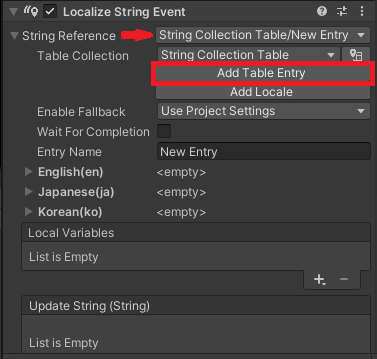 Localize String Event
String Reference String Collection Table/New Entry
Table Collection String Collection Table
Add Table Entry
Add Locale
Enable Fallback Use Project Settings
Wait For Completion
Entry Name New Entry
English(en) <empty>
Japanese(ja) <empty>
Korean(ko) <empty>
Local Variables
List is Empty
Update String (String)
List is Empty